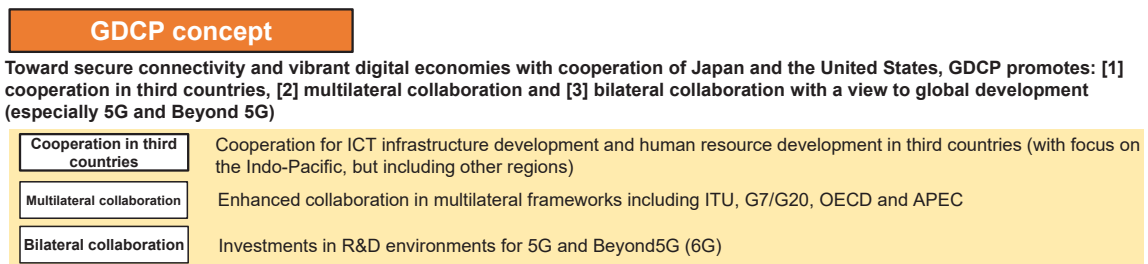 GDCP concept
Toward secure connectivity and vibrant digital economies with cooperation of Japan and the United States, GDCP promotes: [1]
cooperation in third countries, [2] multilateral collaboration and [3] bilateral collaboration with a view to global development
(especially 5G and Beyond 5G)
Cooperation in third
countries
Cooperation for ICT infrastructure development and human resource development in third countries (with focus on
the Indo-Pacific, but including other regions)
Multilateral collaboration
Enhanced collaboration in multilateral frameworks including ITU, G7/G20, OECD and APEC
Bilateral collaboration
Investments in R&D environments for 5G and Beyond5G (6G)